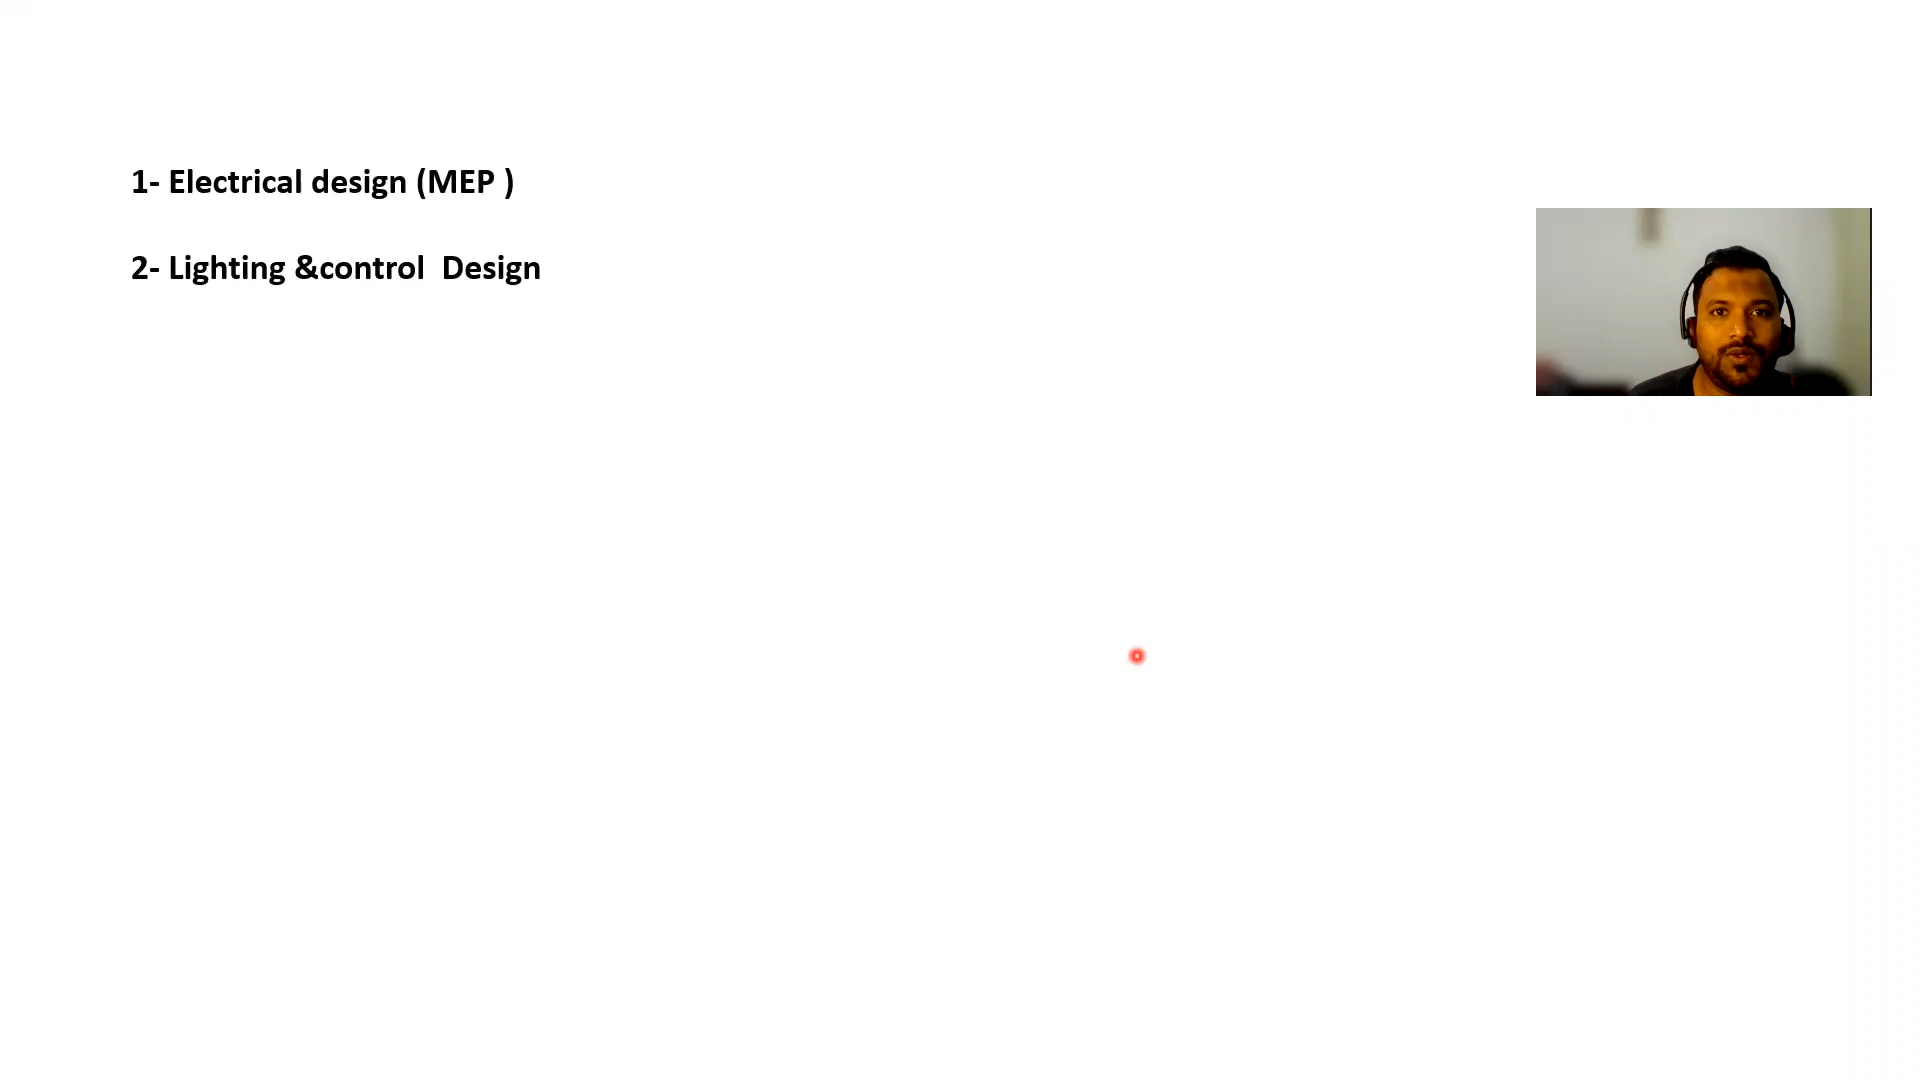 1- Electrical design (MEP )
2- Lighting &control  Design